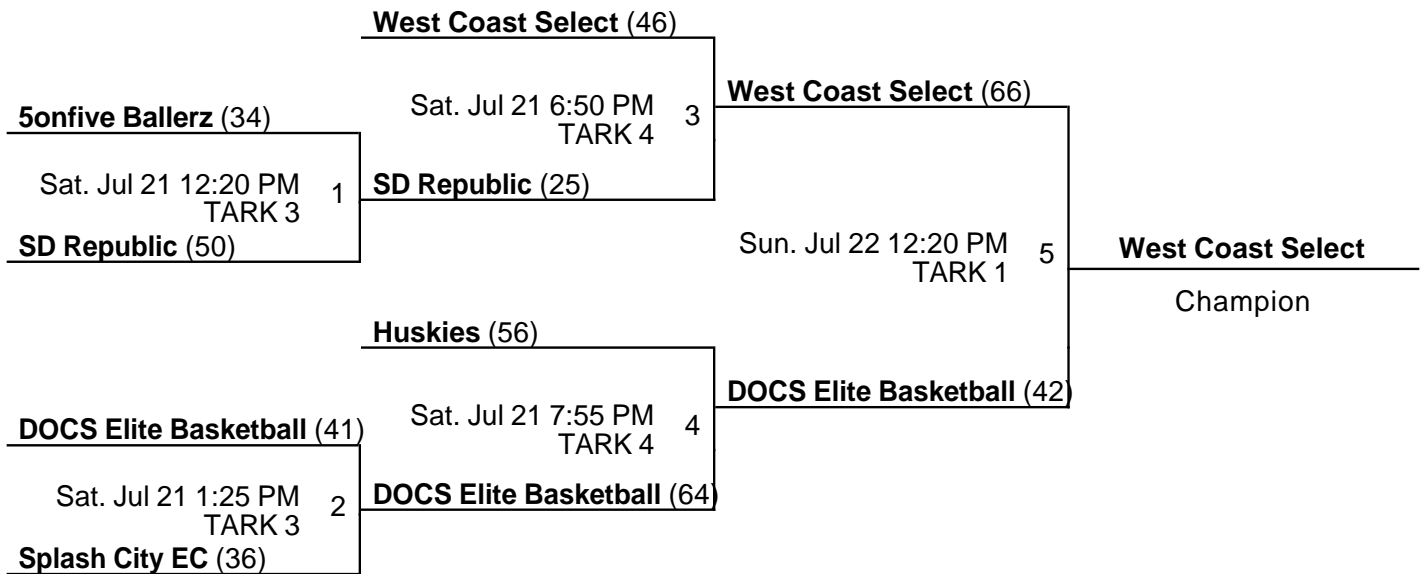 West Coast Select (46)
Sat. Jul 21 6:50 PM
TARK 4
3
West Coast Select (66)
5onfive Ballerz (34)
Sat. Jul 21 12:20 PM
TARK 3
1
SD Republic (25)
SD Republic (50)
Sun. Jul 22 12:20 PM
TARK 1
5
West Coast Select
Champion
Huskies (56)
Sat. Jul 21 7:55 PM
TARK 4
4
DOCS Elite Basketball (42)
DOCS Elite Basketball (41)
Sat. Jul 21 1:25 PM
TARK 3
2
DOCS Elite Basketball (64)
Splash City EC (36)